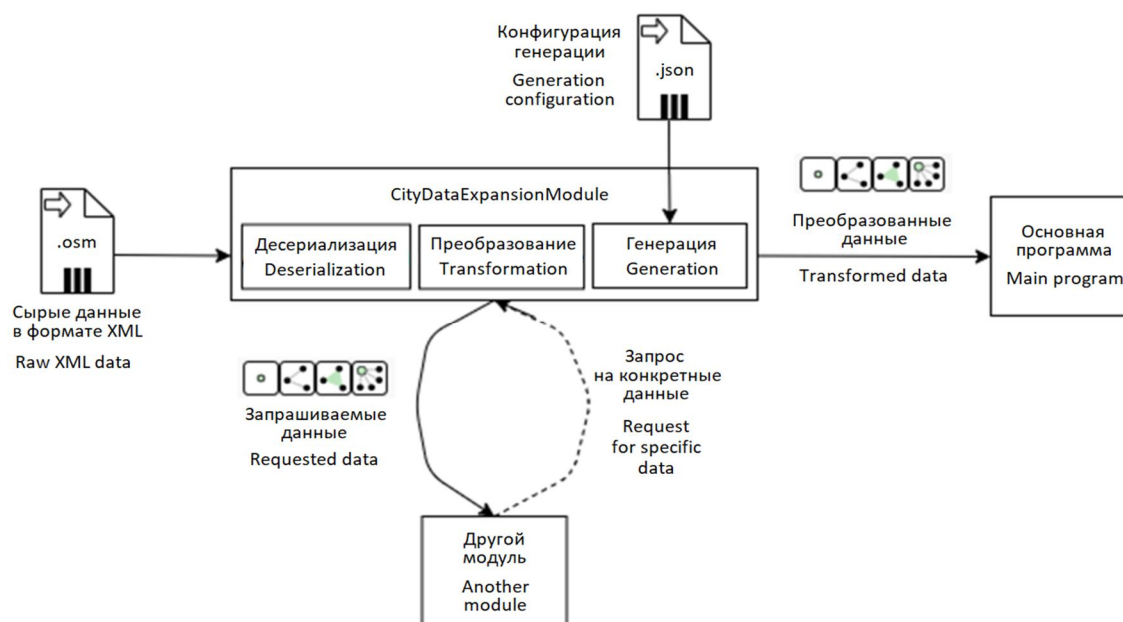 Конфигурация
генерации
Generation
configuration
.json
CityDataExpansionModule
.osm
Десериализация
Deserialization
Преобразование
Transformation
Генерация
Generation
Преобразованные
данные
Transformed data
Основная
программа
Main program
Сырые данные
в формате XML
Raw XML data
Запрашиваемые
данные
Requested data
Запрос
на конкретные
данные
Request
for specific
data
Другой
модуль
Another
module